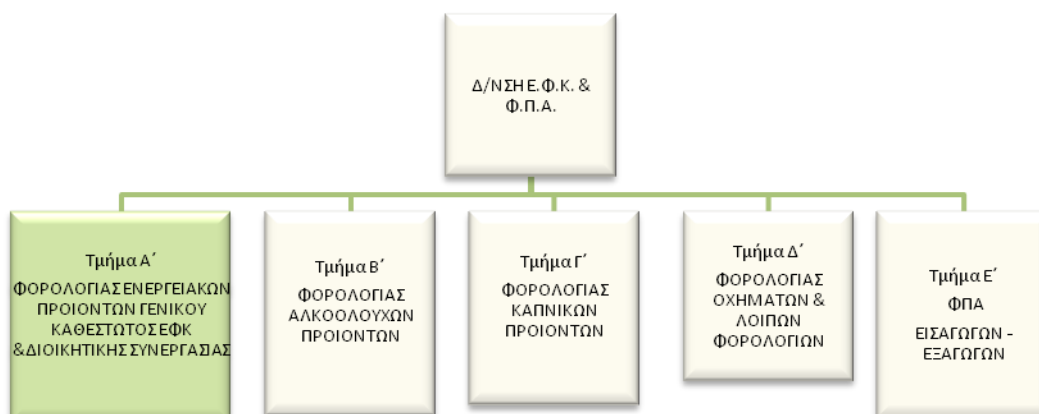 Δ/ΝΣΗ Ε.Φ.Κ. &
Φ.Π.Α.
Τμήμα Α΄
ΦΟΡΟΛΟΓΙΑΣ ΕΝΕΡΓΕΙΑΚΩΝ
ΠΡΟΙΟΝΤΩΝ ΓΕΝΙΚΟΥ
ΚΑΘΕΣΤΩΤΟΣ ΕΦΚ
& ΔΙΟΙΚΗΤΙΚΗΣ ΣΥΝΕΡΓΑΣΙΑΣ
Τμήμα Β΄
ΦΟΡΟΛΟΓΙΑΣ
ΑΛΚΟΟΛΟΥΧΩΝ
ΠΡΟΙΟΝΤΩΝ
Τμήμα Γ΄
ΦΟΡΟΛΟΓΙΑΣ
ΚΑΠΝΙΚΩΝ
ΠΡΟΙΟΝΤΩΝ
Τμήμα Δ΄
ΦΟΡΟΛΟΓΙΑΣ
ΟΧΗΜΑΤΩΝ &
ΛΟΙΠΩΝ
ΦΟΡΟΛΟΓΙΩΝ
Τμήμα Ε΄
ΦΠΑ
ΕΙΣΑΓΩΓΩΝ –
ΕΞΑΓΩΓΩΝ